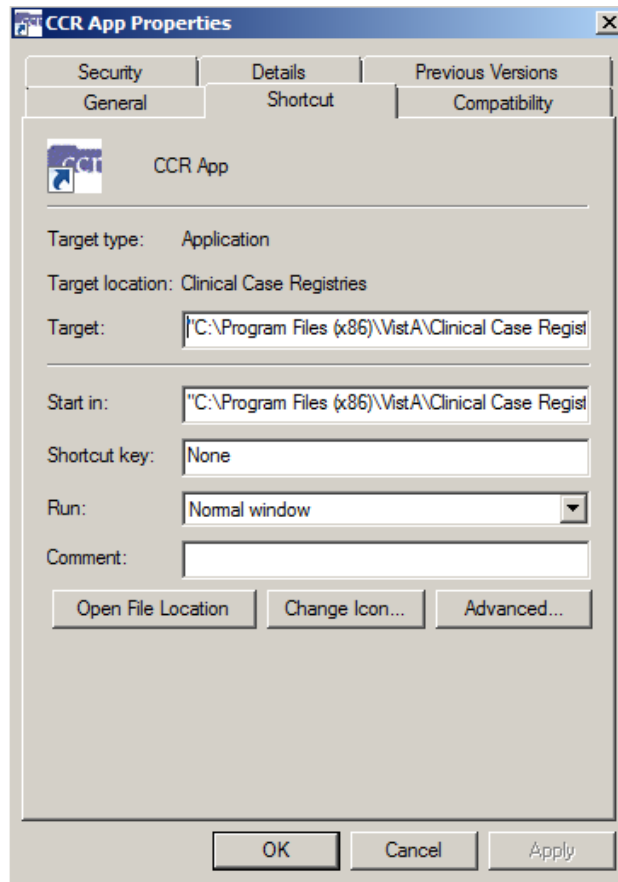 CCR App Properties
Security Details Previous Versions
General Shortcut Compatibility
CCR App
Target type: Application
Target location: Clinical Case Registries
Target: "C:\Program Files (x86)\VistA\Clinical Case Regist
Start in: "C:\Program Files (x86)\VistA\Clinical Case Regist
Shortcut key: None
Run: Normal window
Comment:
Open File Location Change Icon... Advanced...
OK Cancel Apply